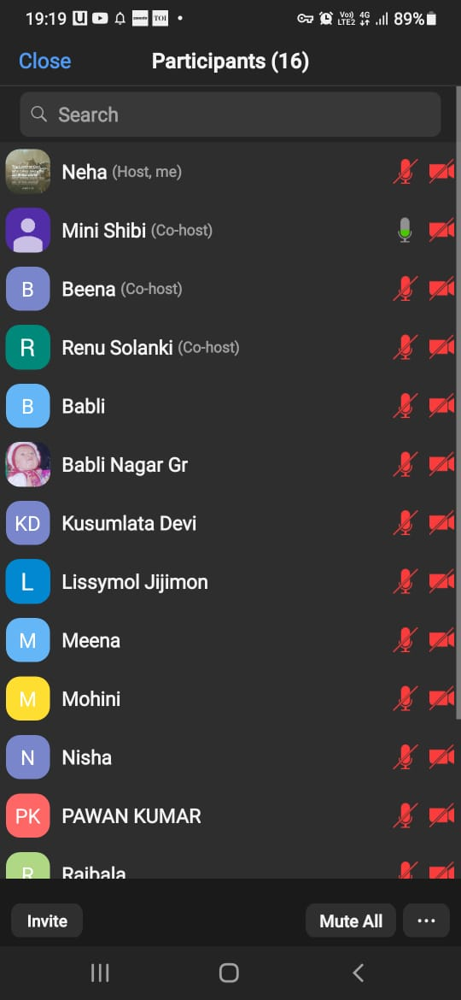 19:19 U TOI Vo)) LTE2 4G 89%
Close Participants (16)
Search
Neha (Host, me)
Mini Shibi (Co-host)
B Beena (Co-host)
R Renu Solanki (Co-host)
B Babli
Babli Nagar Gr
KD Kusumlata Devi
L Lissymol Jijimon
M Meena
M Mohini
N Nisha
PK PAWAN KUMAR
R Rajbala
Invite Mute All ...